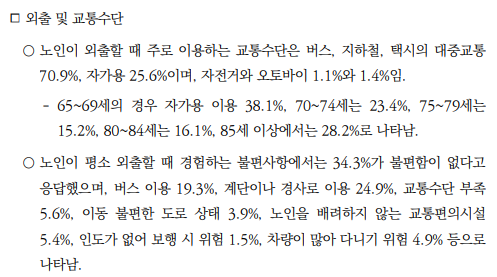 □ 외출 및 교통수단
○ 노인이 외출할 때 주로 이용하는 교통수단은 버스, 지하철, 택시의 대중교통
70.9%, 자가용 25.6%이며, 자전거와 오토바이 1.1%와 1.4%임.
- 65~69세의 경우 자가용 이용 38.1%, 70~74세는 23.4%, 75~79세는
15.2%, 80~84세는 16.1%, 85세 이상에서는 28.2%로 나타남.
○ 노인이 평소 외출할 때 경험하는 불편사항에서는 34.3%가 불편함이 없다고
응답했으며, 버스 이용 19.3%, 계단이나 경사로 이용 24.9%, 교통수단 부족
5.6%, 이동 불편한 도로 상태 3.9%, 노인을 배려하지 않는 교통편의시설
5.4%, 인도가 없어 보행 시 위험 1.5%, 차량이 많아 다니기 위험 4.9% 등으로
나타남.